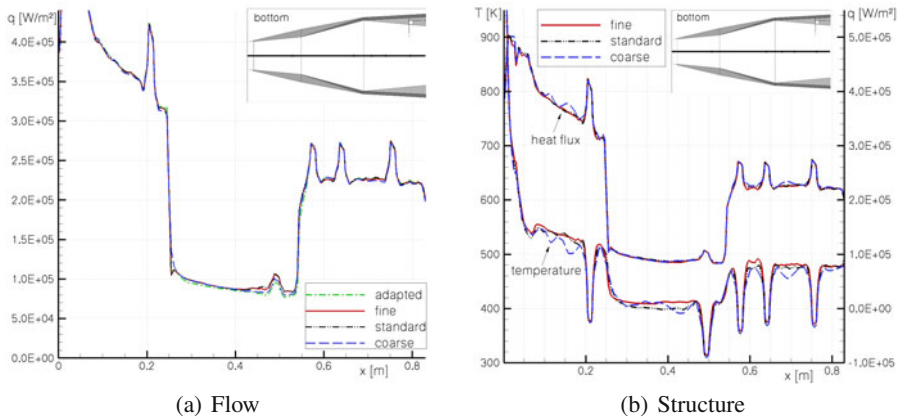 q [W/m²]
bottom
4.0E+05
3.5E+05
3.0E+05
2.5E+05
2.0E+05
1.5E+05
1.0E+05
5.0E+04
0.0E+00
0
0.2
0.4
0.6
0.8
x [m]
adapted
fine
standard
coarse
(a) Flow
T [K]
q [W/m²]
fine
standard
coarse
bottom
900
800
700
600
500
400
300
heat flux
temperature
5.0E+05
4.0E+05
3.0E+05
2.0E+05
1.0E+05
0.0E+00
-1.0E+05
0.2
0.4
0.6
0.8
x [m]
(b) Structure